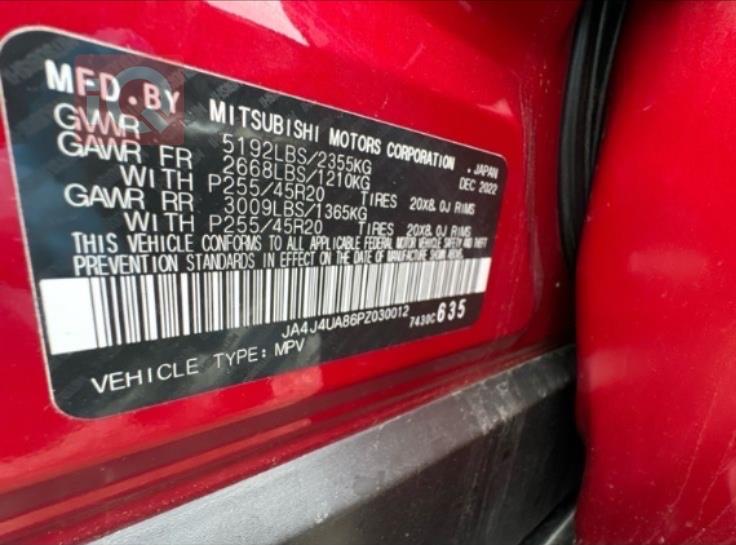 MFD.BY MITSUBISHI MOTORS CORPORATION, JAPAN
GVWR 5192LBS/2355KG DEC 2022
GAWR FR 2668LBS/1210KG
WITH P255/45R20 TIRES 20X8.0J RIMS
GAWR RR 3009LBS/1365KG
WITH P255/45R20 TIRES 20X8.0J RIMS
THIS VEHICLE CONFORMS TO ALL APPLICABLE FEDERAL MOTOR VEHICLE SAFETY AND THEFT
PREVENTION STANDARDS IN EFFECT ON THE DATE OF MANUFACTURE SHOWN ABOVE.
JA4J4UA86PZ030012 7430C635
VEHICLE TYPE: MPV